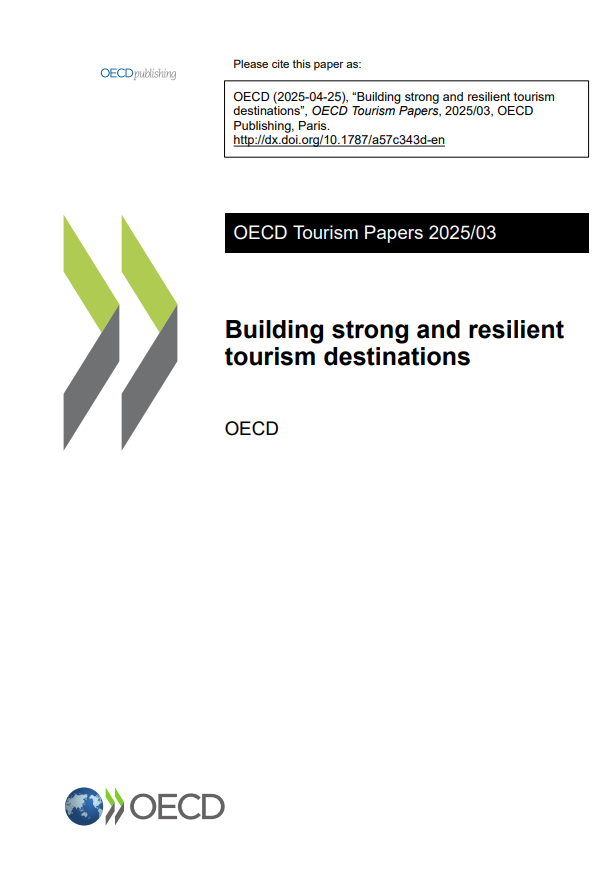 OECDpublishing
Please cite this paper as:
OECD (2025-04-25), “Building strong and resilient tourism
destinations”, OECD Tourism Papers, 2025/03, OECD
Publishing, Paris.
http://dx.doi.org/10.1787/a57c343d-en
OECD Tourism Papers 2025/03
Building strong and resilient
tourism destinations
OECD
OECD